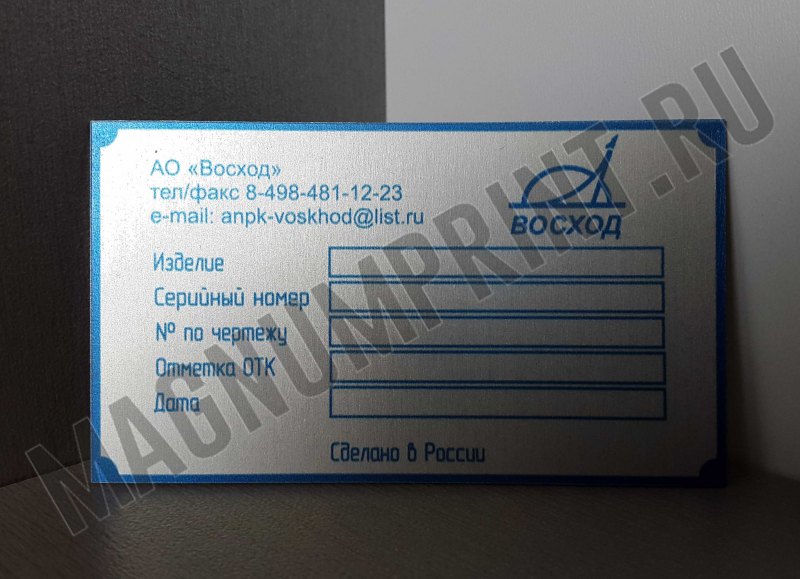 АО «Восход»
тел/факс 8-498-481-12-23
e-mail: anpk-voskhod@list.ru
ВОСХОД
Изделие
Серийный номер
№ по чертежу
Отметка ОТК
Дата
Сделано в России
MAGNUMPRINT.RU